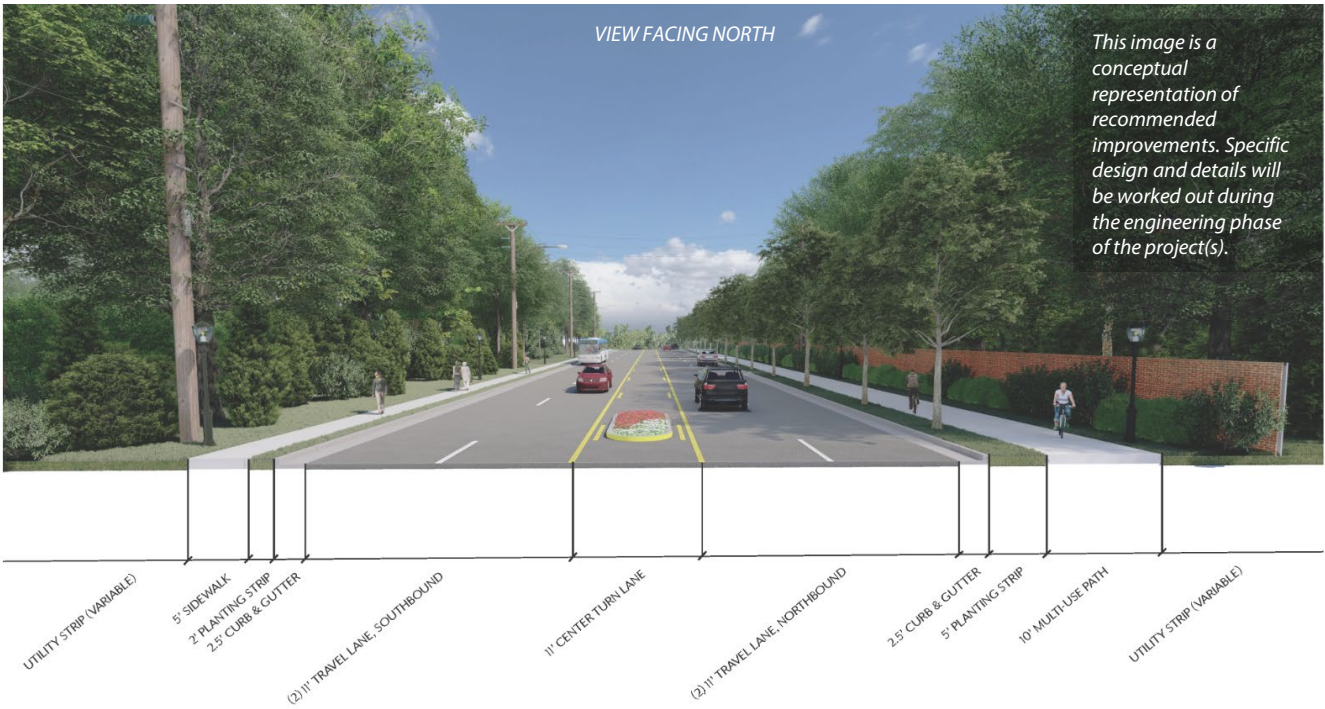 VIEW FACING NORTH
This image is a
conceptual
representation of
recommended
improvements. Specific
design and details will
be worked out during
the engineering phase
of the project(s).
UTILITY STRIP (VARIABLE)
5' SIDEWALK
2' PLANTING STRIP
2.5' CURB & GUTTER
(2) 11' TRAVEL LANE, SOUTHBOUND
11' CENTER TURN LANE
(2) 11' TRAVEL LANE, NORTHBOUND
2.5' CURB & GUTTER
5' PLANTING STRIP
10' MULTI-USE PATH
UTILITY STRIP (VARIABLE)